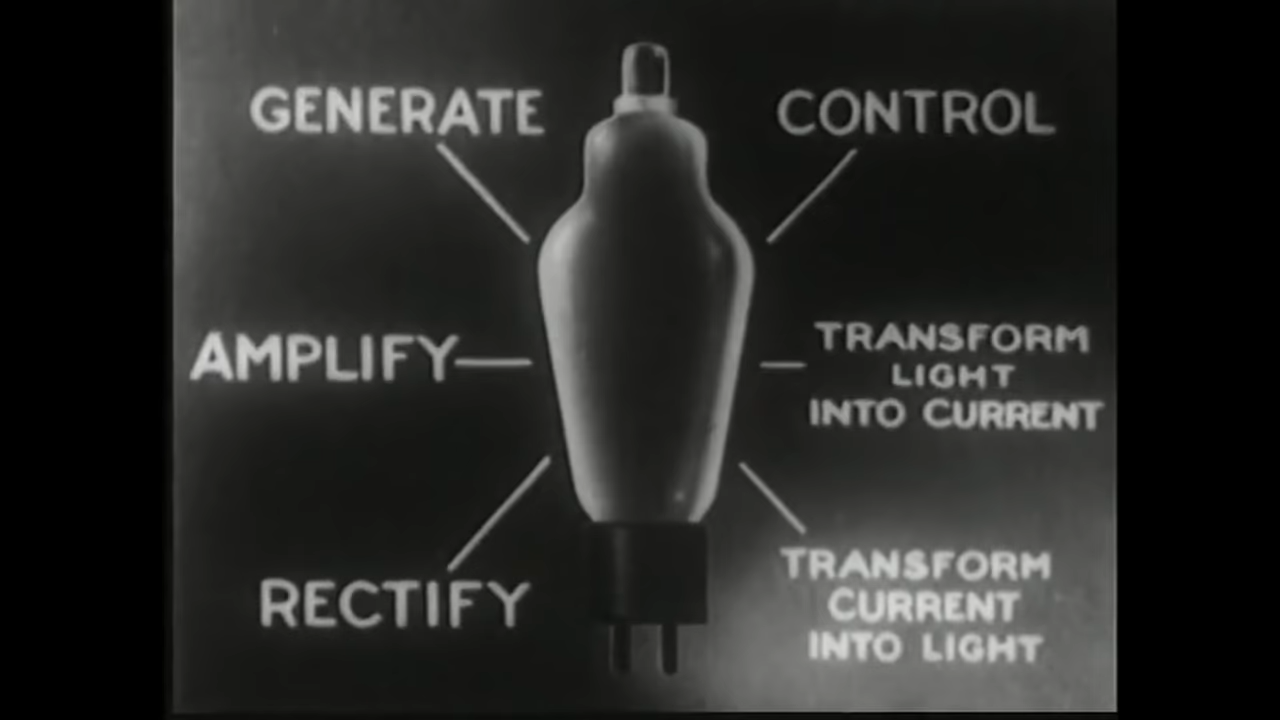 GENERATE
CONTROL
AMPLIFY
TRANSFORM
LIGHT
INTO CURRENT
RECTIFY
TRANSFORM
CURRENT
INTO LIGHT